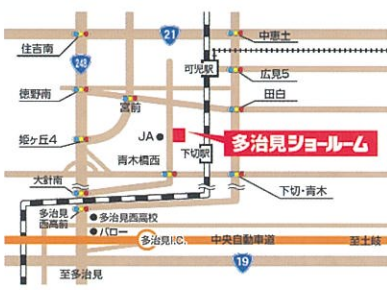 21
中恵土
住吉南
248
可児駅
広見5
徳野南
田白
宮前
JA
多治見ショールーム
姫ヶ丘4
下切駅
青木橋西
大針南
下切・青木
多治見
西高前
多治見西高校
バロー
多治見I.C.
中央自動車道
至土岐
19
至多治見